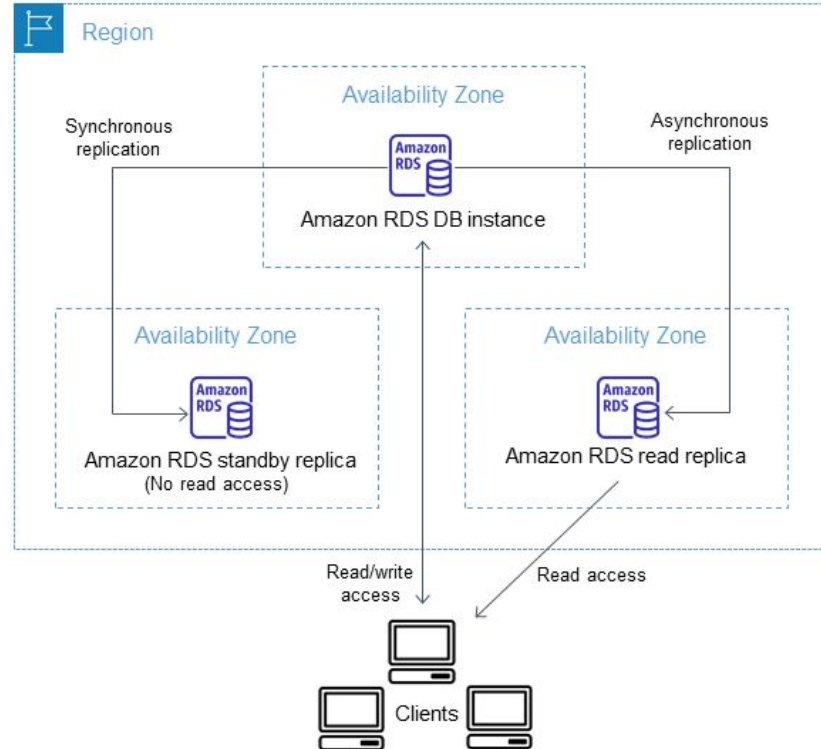 Region
Availability Zone
Synchronous
replication
Asynchronous
replication
Amazon
RDS
Amazon RDS DB instance
Availability Zone
Amazon
RDS
Amazon RDS standby replica
(No read access)
Availability Zone
Amazon
RDS
Amazon RDS read replica
Read/write
access
Read access
Clients